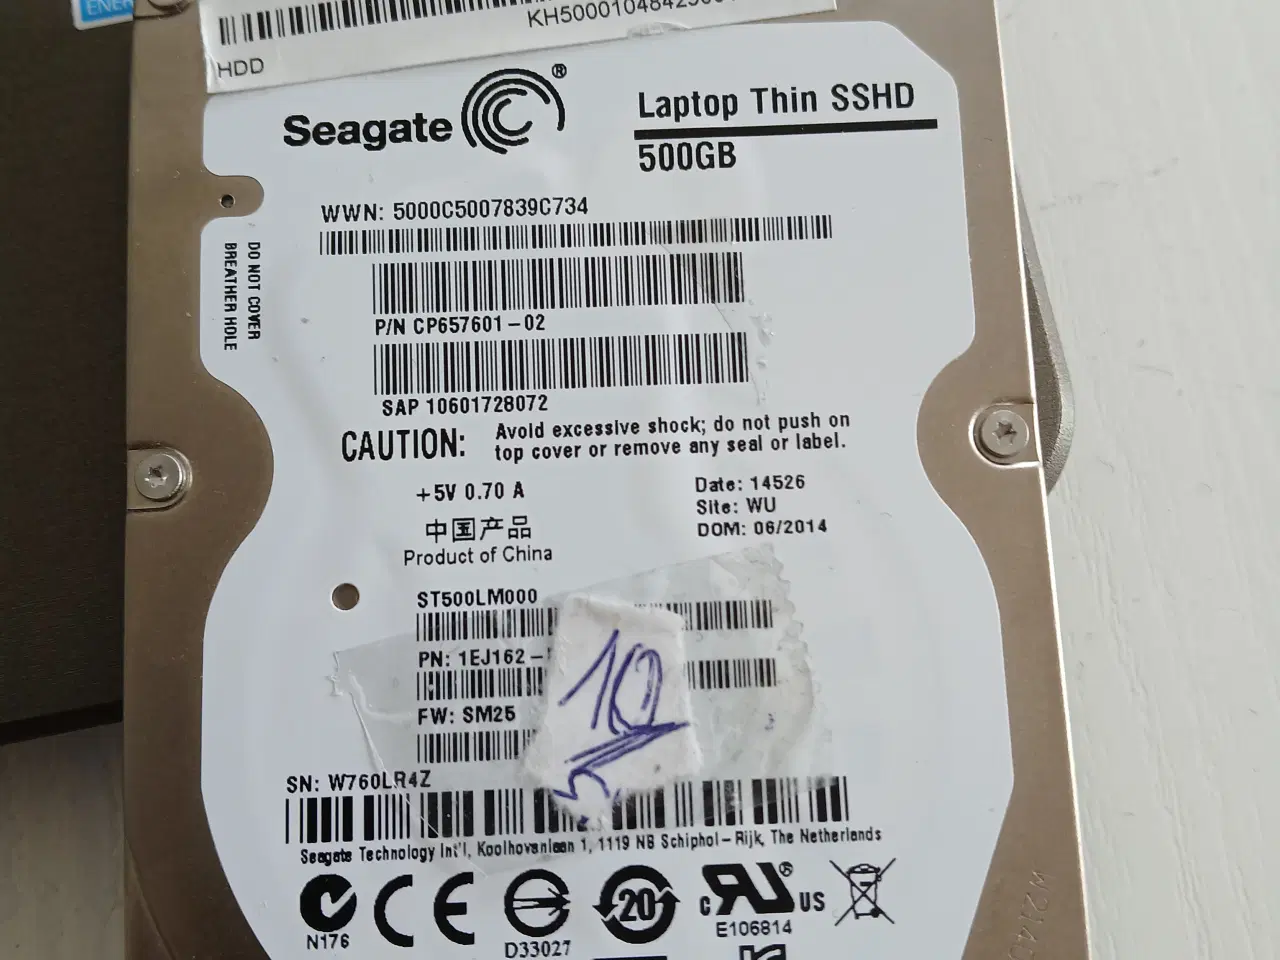 ENER
HDD
Seagate®
Laptop Thin SSHD
500GB
WWN: 5000C5007839C734
DO NOT COVER
BREATHER HOLE
P/N CP657601-02
SAP 10601728072
CAUTION: Avoid excessive shock; do not push on
top cover or remove any seal or label.
+5V 0.70 A
Date: 14526
Site: WU
DOM: 06/2014
中国产品
Product of China
ST500LM000
PN: 1EJ162-
FW: SM25
10
SN: W760LR4Z
Seagate Technology Int'l, Koolhovenlaan 1, 1119 NB Schiphol-Rijk, The Netherlands
N176
CE
D33027
20
c RU® US
E106814